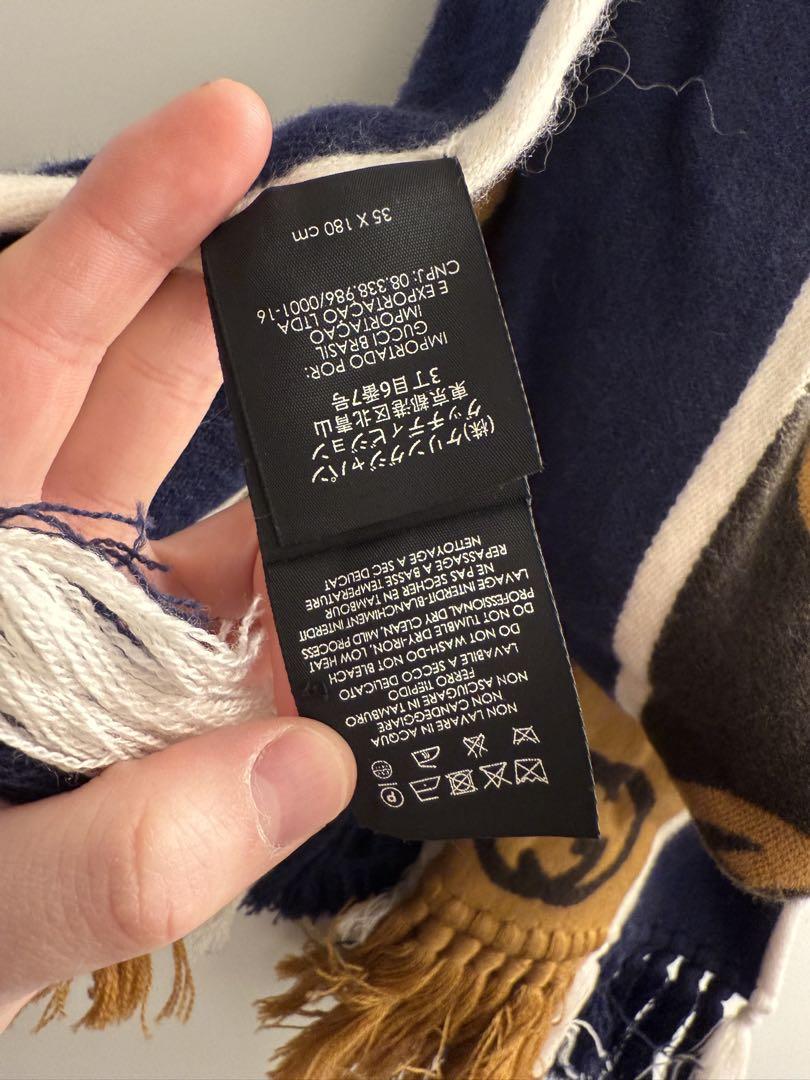 NON LAVARE IN ACQUA
NON CANDEGGIARE
NON ASCIUGARE IN TAMBURO
FERRO TIEPIDO
LAVABILE A SECCO DELICATO
DO NOT WASH-DO NOT BLEACH
DO NOT TUMBLE DRY-IRON, LOW HEAT
PROFESSIONAL DRY CLEAN, MILD PROCESS
LAVAGE INTERDIT-BLANCHIMENT INTERDIT
NE PAS SECHER EN TAMBOUR
REPASSAGE A BASSE TEMPERATURE
NETTOYAGE A SEC DELICAT
(株)ケリングジャパン
グッチディビジョン
東京都港区北青山
3丁目6番7号
IMPORTADO POR:
GUCCI BRASIL
IMPORTACAO
E EXPORTACAO LTDA
CNPJ: 08.338.986/0001-16
35 X 180 cm